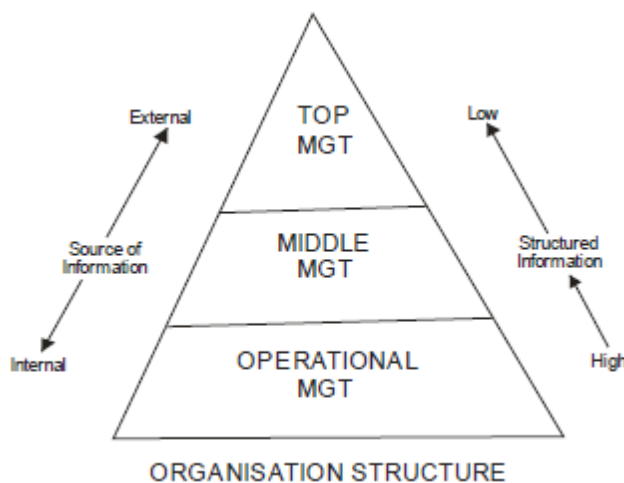 TOP
MGT
External
Low
MIDDLE
MGT
Source of
Information
Structured
Information
OPERATIONAL
MGT
Internal
High
ORGANISATION STRUCTURE